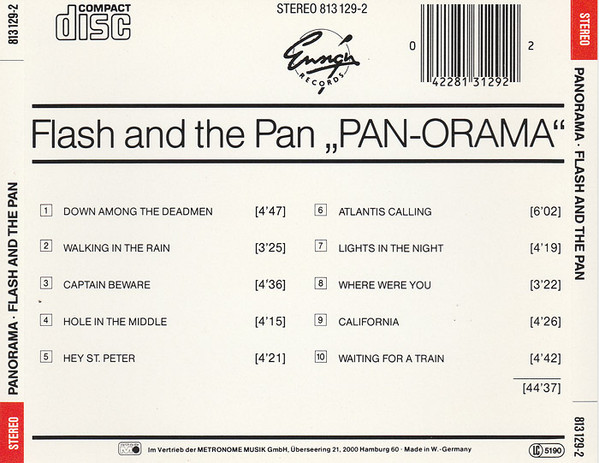 COMPACT
disc
DIGITAL AUDIO
STEREO 813 129-2
Ensign
RECORDS
0 42281 31292 2
Flash and the Pan „PAN-ORAMA“
1 DOWN AMONG THE DEADMEN [4'47]
2 WALKING IN THE RAIN [3'25]
3 CAPTAIN BEWARE [4'36]
4 HOLE IN THE MIDDLE [4'15]
5 HEY ST. PETER [4'21]
6 ATLANTIS CALLING [6'02]
7 LIGHTS IN THE NIGHT [4'19]
8 WHERE WERE YOU [3'22]
9 CALIFORNIA [4'26]
10 WAITING FOR A TRAIN [4'42]
[44'37]
Im Vertrieb der METRONOME MUSIK GmbH, Überseering 21, 2000 Hamburg 60 · Made in W.-Germany
LC 5190
STEREO PANORAMA · FLASH AND THE PAN 813 129-2
STEREO PANORAMA · FLASH AND THE PAN 813 129-2